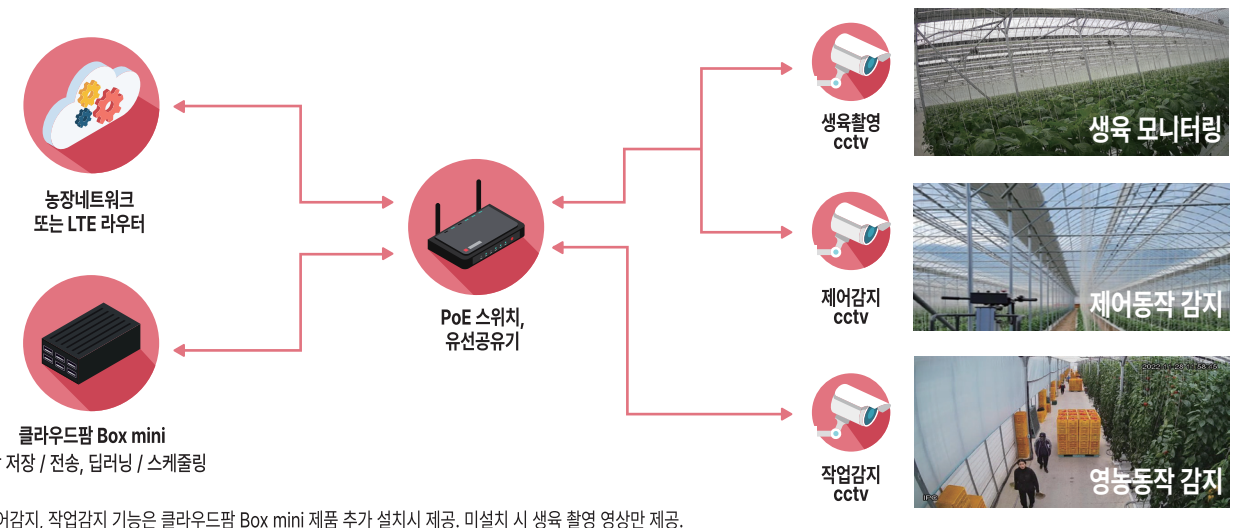 농장네트워크
또는 LTE 라우터
클라우드팜 Box mini
저장 / 전송, 딥러닝 / 스케줄링
PoE 스위치,
유선공유기
생육촬영
cctv
생육 모니터링
제어감지
cctv
제어동작 감지
작업감지
cctv
영농동작 감지
어감지, 작업감지 기능은 클라우드팜 Box mini 제품 추가 설치시 제공. 미설치 시 생육 촬영 영상만 제공.